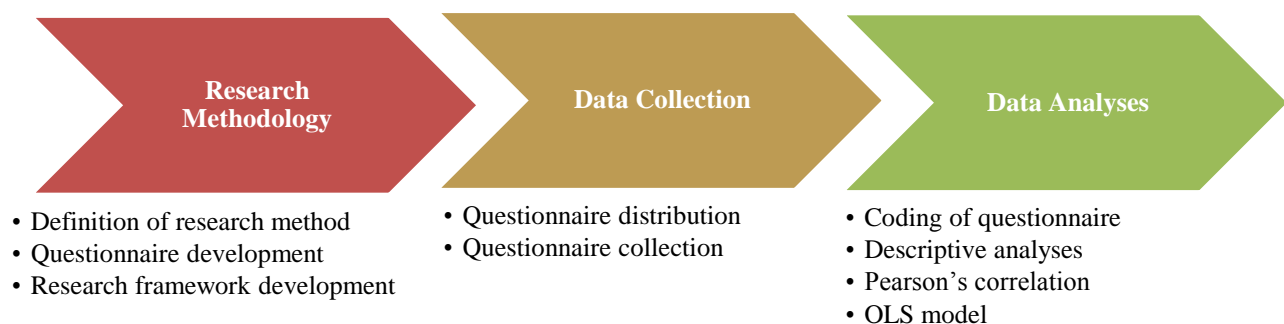 Research
Methodology
• Definition of research method
• Questionnaire development
• Research framework development
Data Collection
• Questionnaire distribution
• Questionnaire collection
Data Analyses
• Coding of questionnaire
• Descriptive analyses
• Pearson’s correlation
• OLS model